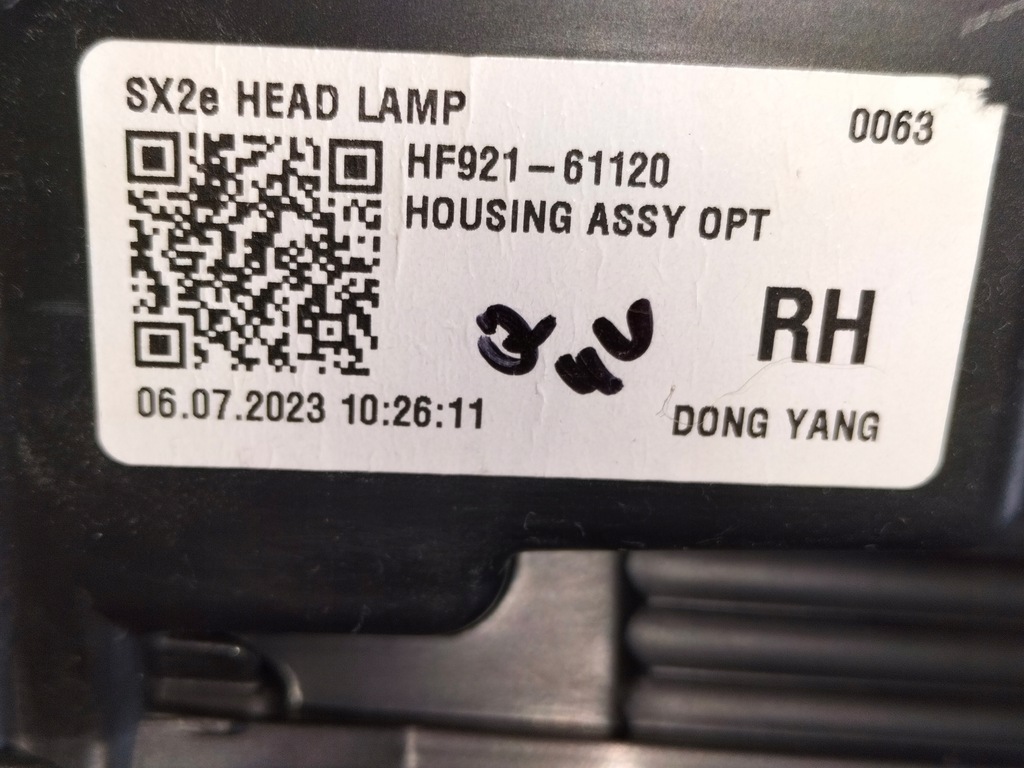 SX2e HEAD LAMP
0063
HF921-61120
HOUSING ASSY OPT
RH
06.07.2023 10:26:11
DONG YANG